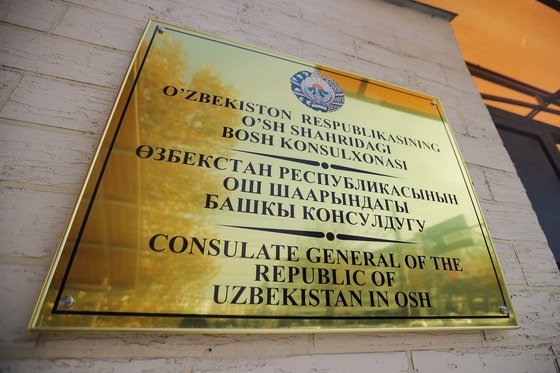 O'ZBEKISTON RESPUBLIKASINING
O'SH SHAHRIDAGI
BOSH KONSULXONASI
ӨЗБЕКСТАН РЕСПУБЛИКАСЫНЫН
ОШ ШААРЫНДАГЫ
БАШКЫ КОНСУЛДУГУ
CONSULATE GENERAL OF THE
REPUBLIC OF
UZBEKISTAN IN OSH